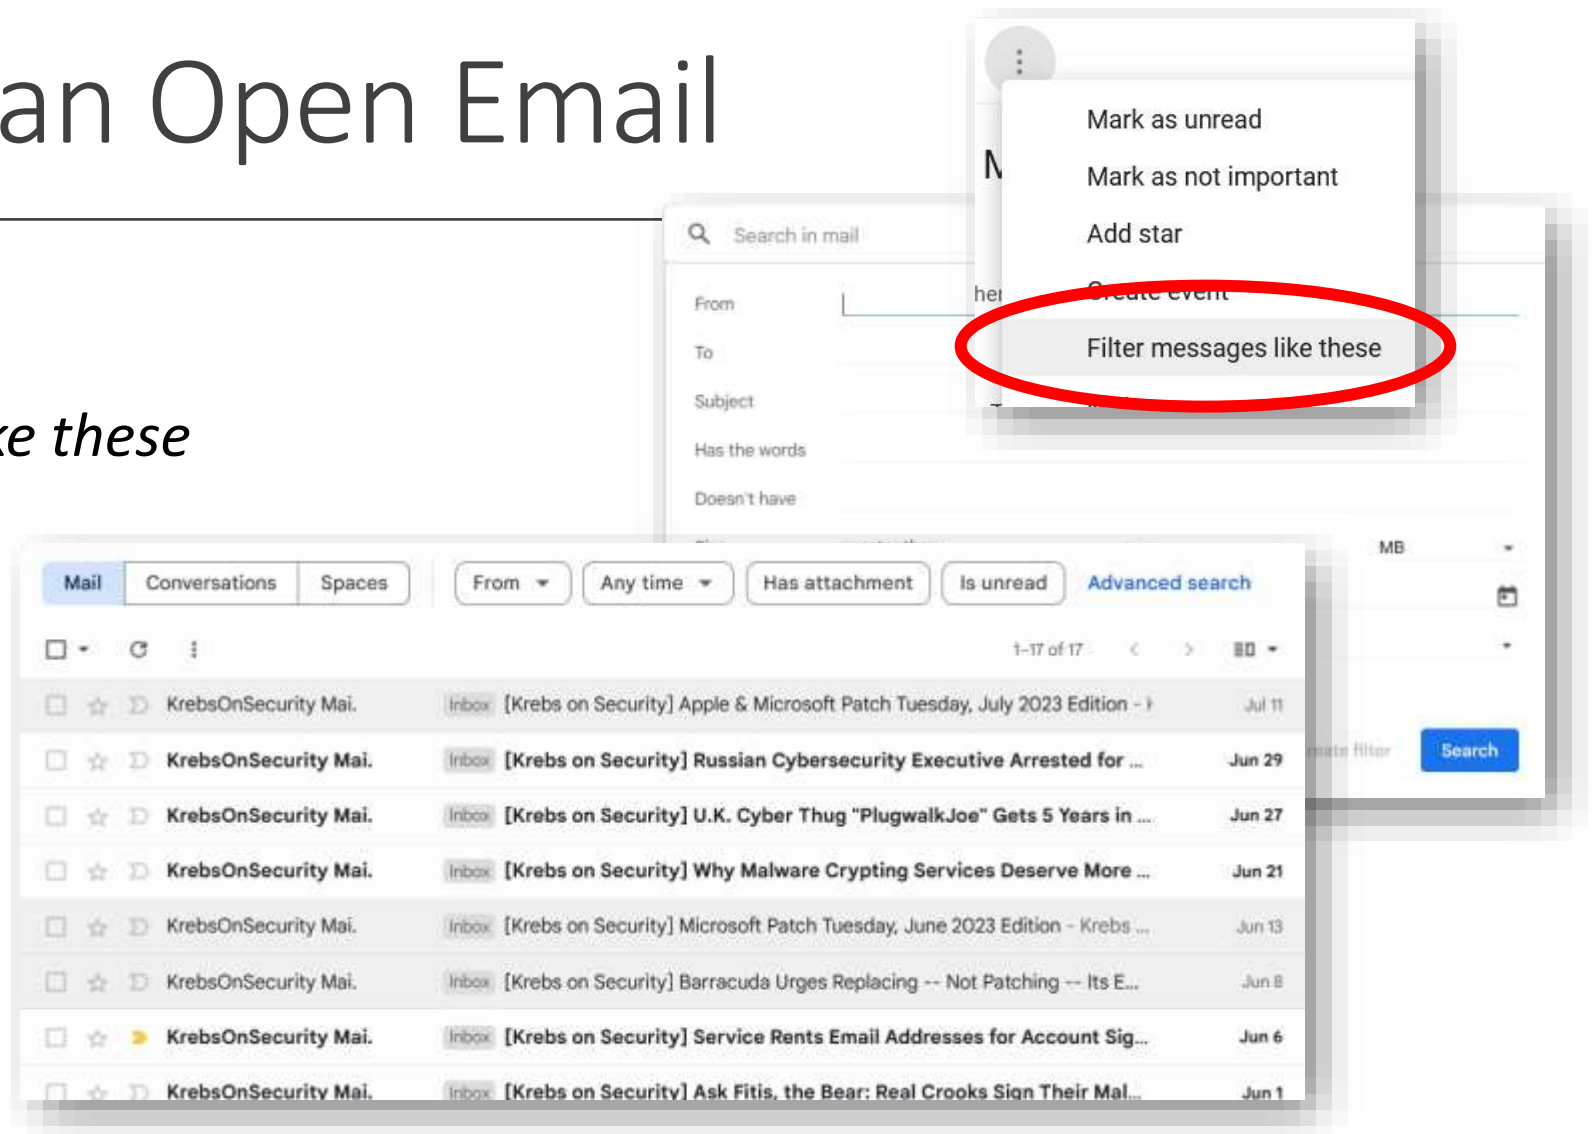 an Open Email
Mark as unread
Mark as not important
Add star
Create event
Filter messages like these
Search in mail
From
To
Subject
Has the words
Doesn't have
MB
ke these
Mail Conversations Spaces From Any time Has attachment Is unread Advanced search
1–17 of 17
KrebsOnSecurity Mai. Inbox [Krebs on Security] Apple & Microsoft Patch Tuesday, July 2023 Edition - Jul 11
KrebsOnSecurity Mai. Inbox [Krebs on Security] Russian Cybersecurity Executive Arrested for ... Jun 29
filter Search
KrebsOnSecurity Mai. Inbox [Krebs on Security] U.K. Cyber Thug "PlugwalkJoe" Gets 5 Years in ... Jun 27
KrebsOnSecurity Mai. Inbox [Krebs on Security] Why Malware Crypting Services Deserve More ... Jun 21
KrebsOnSecurity Mai. Inbox [Krebs on Security] Microsoft Patch Tuesday, June 2023 Edition - Krebs ... Jun 13
KrebsOnSecurity Mai. Inbox [Krebs on Security] Barracuda Urges Replacing -- Not Patching -- Its E... Jun 8
KrebsOnSecurity Mai. Inbox [Krebs on Security] Service Rents Email Addresses for Account Sig... Jun 6
KrebsOnSecurity Mai. Inbox [Krebs on Security] Ask Fitis, the Bear: Real Crooks Sign Their Mal... Jun 1